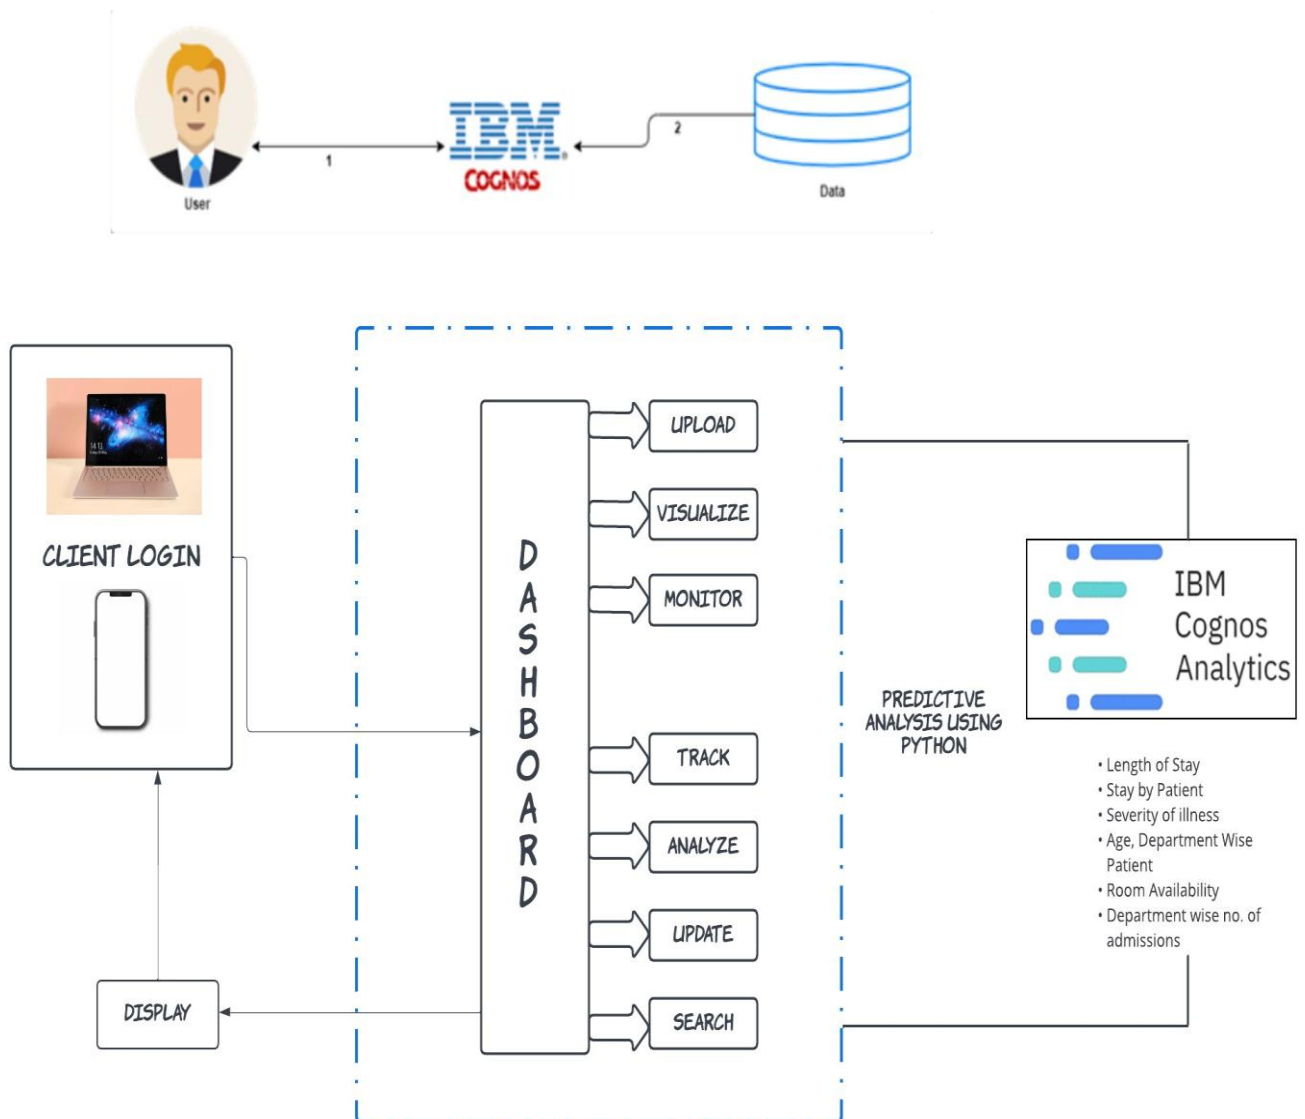 1
2
IBM
COGNOS
User
Data
CLIENT LOGIN
DASHBOARD
UPLOAD
VISUALIZE
MONITOR
TRACK
ANALYZE
UPDATE
SEARCH
DISPLAY
PREDICTIVE
ANALYSIS USING
PYTHON
IBM
Cognos
Analytics
• Length of Stay
• Stay by Patient
• Severity of illness
• Age, Department Wise
Patient
• Room Availability
• Department wise no. of
admissions